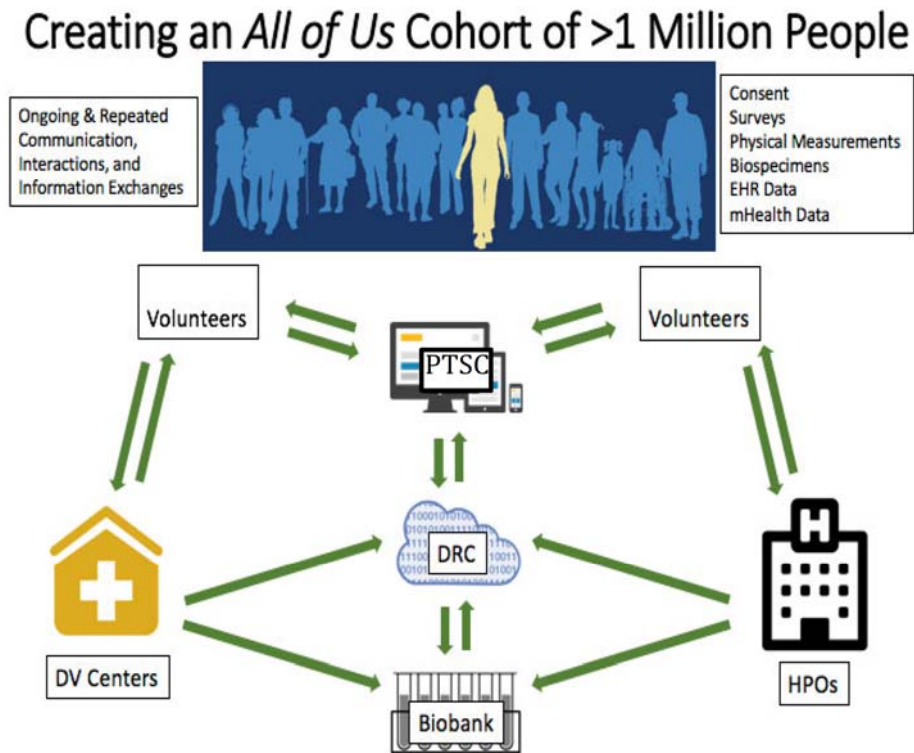 Creating an All of Us Cohort of >1 Million People
Ongoing & Repeated
Communication,
Interactions, and
Information Exchanges
Consent
Surveys
Physical Measurements
Biospecimens
EHR Data
mHealth Data
Volunteers
Volunteers
PTSC
H
DRC
DV Centers
HPOs
Biobank